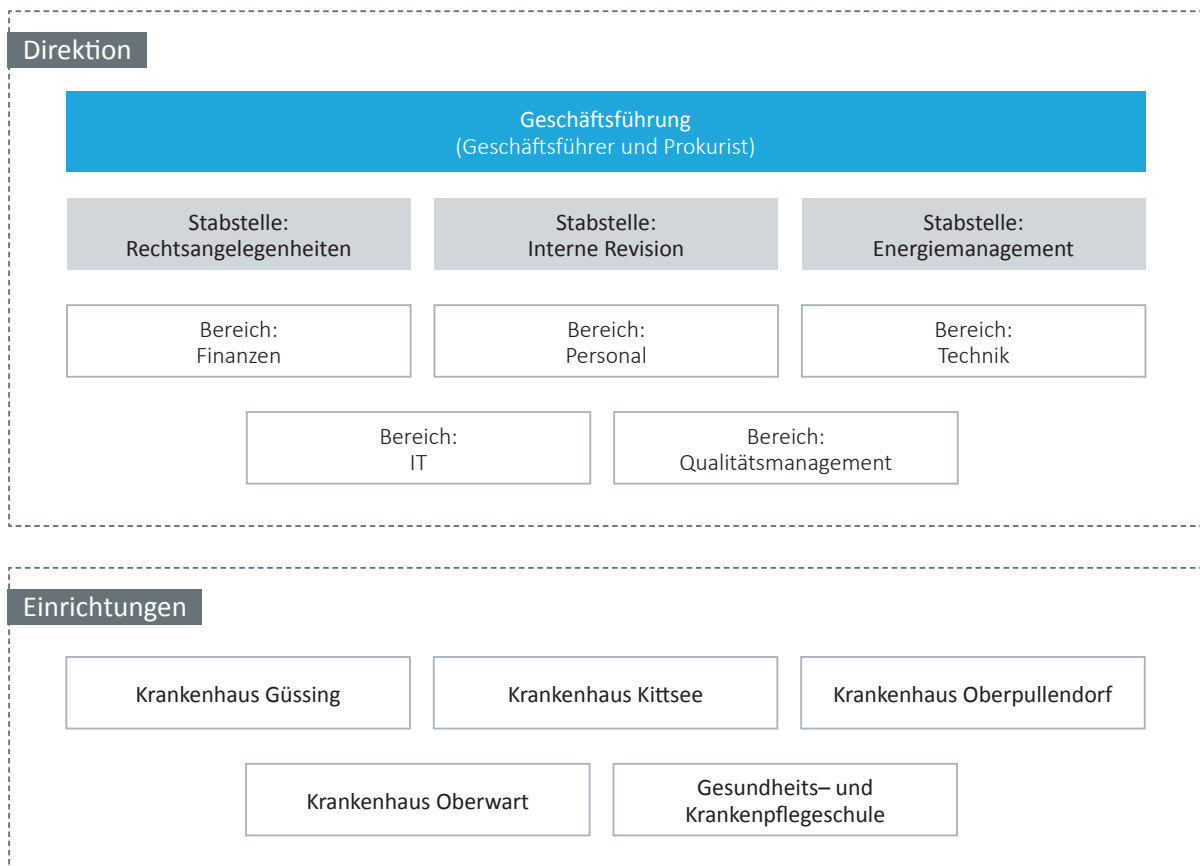 Direktion
Geschäftsführung
(Geschäftsführer und Prokurist)
Stabstelle:
Rechtsangelegenheiten
Stabstelle:
Interne Revision
Stabstelle:
Energiemanagement
Bereich:
Finanzen
Bereich:
Personal
Bereich:
Technik
Bereich:
IT
Bereich:
Qualitätsmanagement
Einrichtungen
Krankenhaus Güssing
Krankenhaus Kittsee
Krankenhaus Oberpullendorf
Krankenhaus Oberwart
Gesundheits– und
Krankenpflegeschule